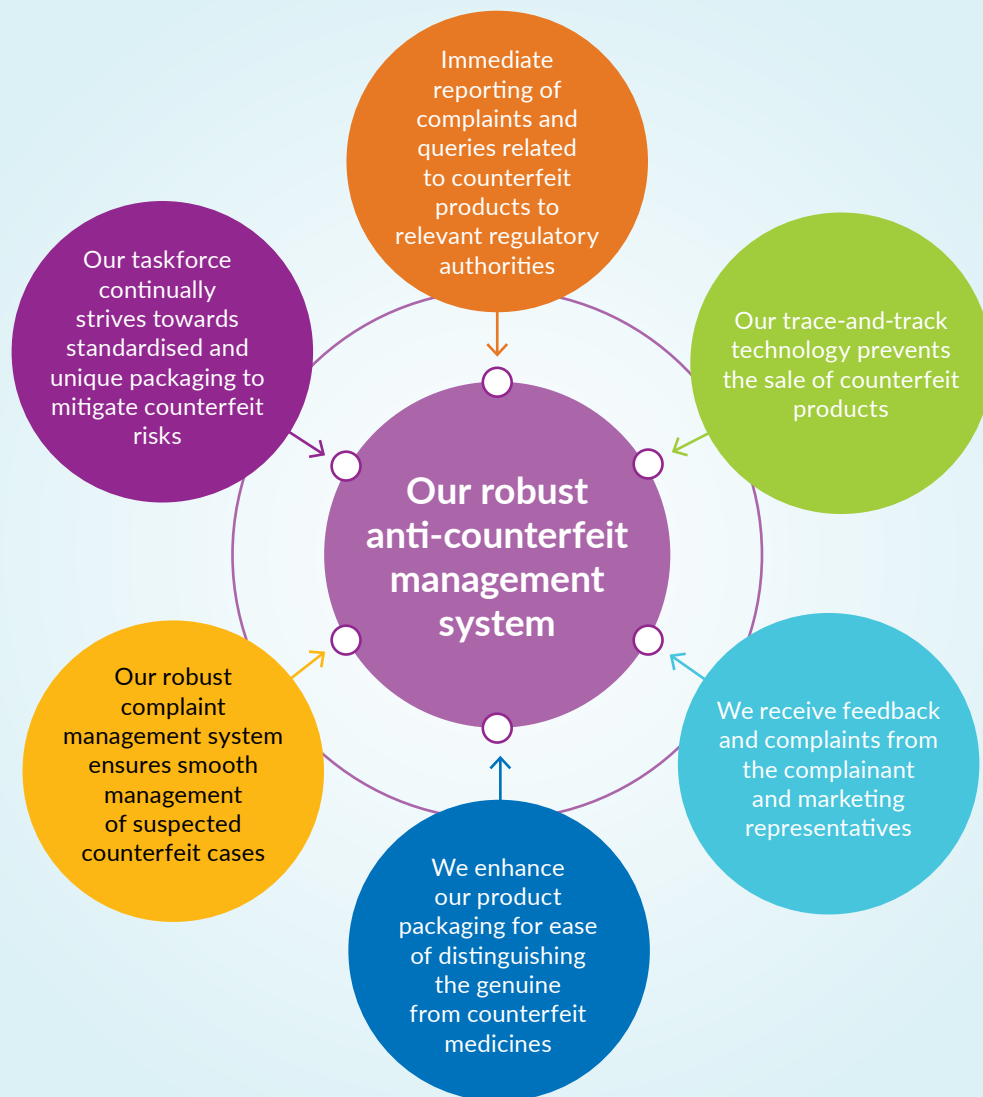 Immediate
reporting of
complaints and
queries related
to counterfeit
products to
relevant regulatory
authorities
Our trace-and-track
technology prevents
the sale of counterfeit
products
We receive feedback
and complaints from
the complainant
and marketing
representatives
We enhance
our product
packaging for ease
of distinguishing
the genuine
from counterfeit
medicines
Our robust
complaint
management system
ensures smooth
management
of suspected
counterfeit cases
Our taskforce
continually
strives towards
standardised and
unique packaging to
mitigate counterfeit
risks
Our robust
anti-counterfeit
management
system